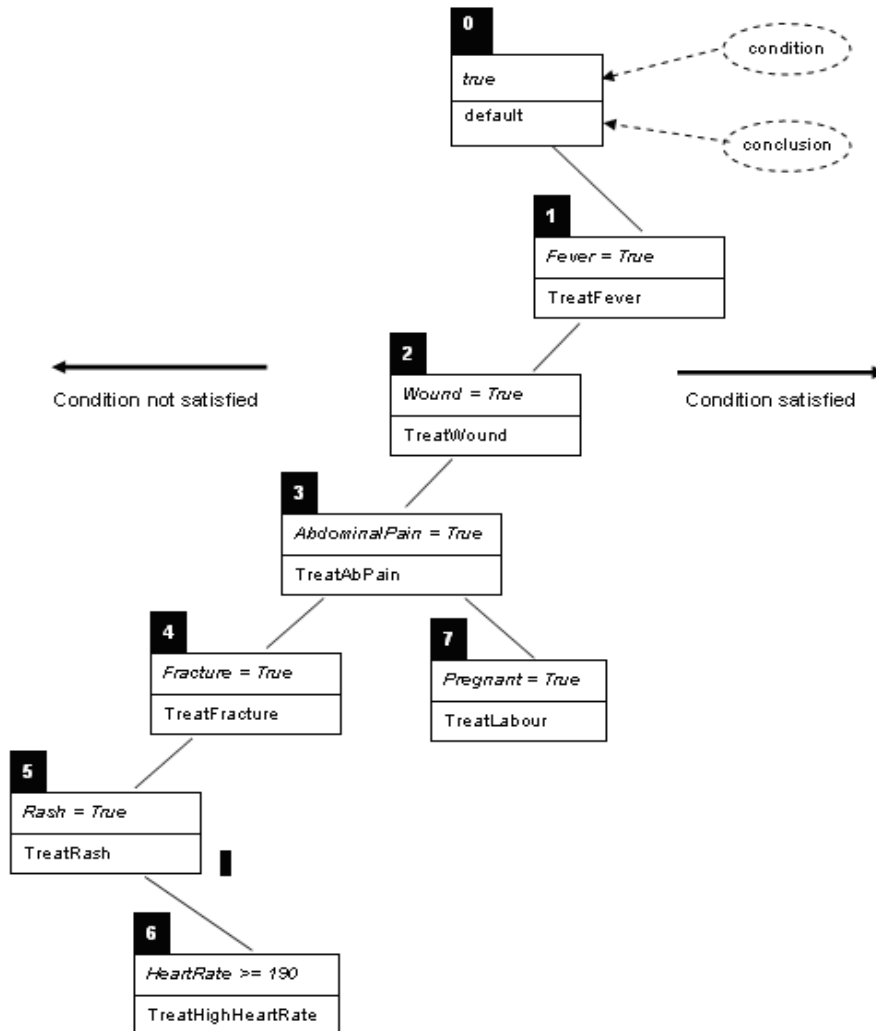 0
condition
true
default
conclusion
1
Fever = True
TreatFever
2
Condition not satisfied
Wound = True
Condition satisfied
TreatWound
3
AbdominalPain = True
TreatAbPain
4
7
Fracture = True
Pregnant = True
TreatFracture
TreatLabour
5
Rash = True
TreatRash
6
HeartRate >= 190
TreatHighHeartRate